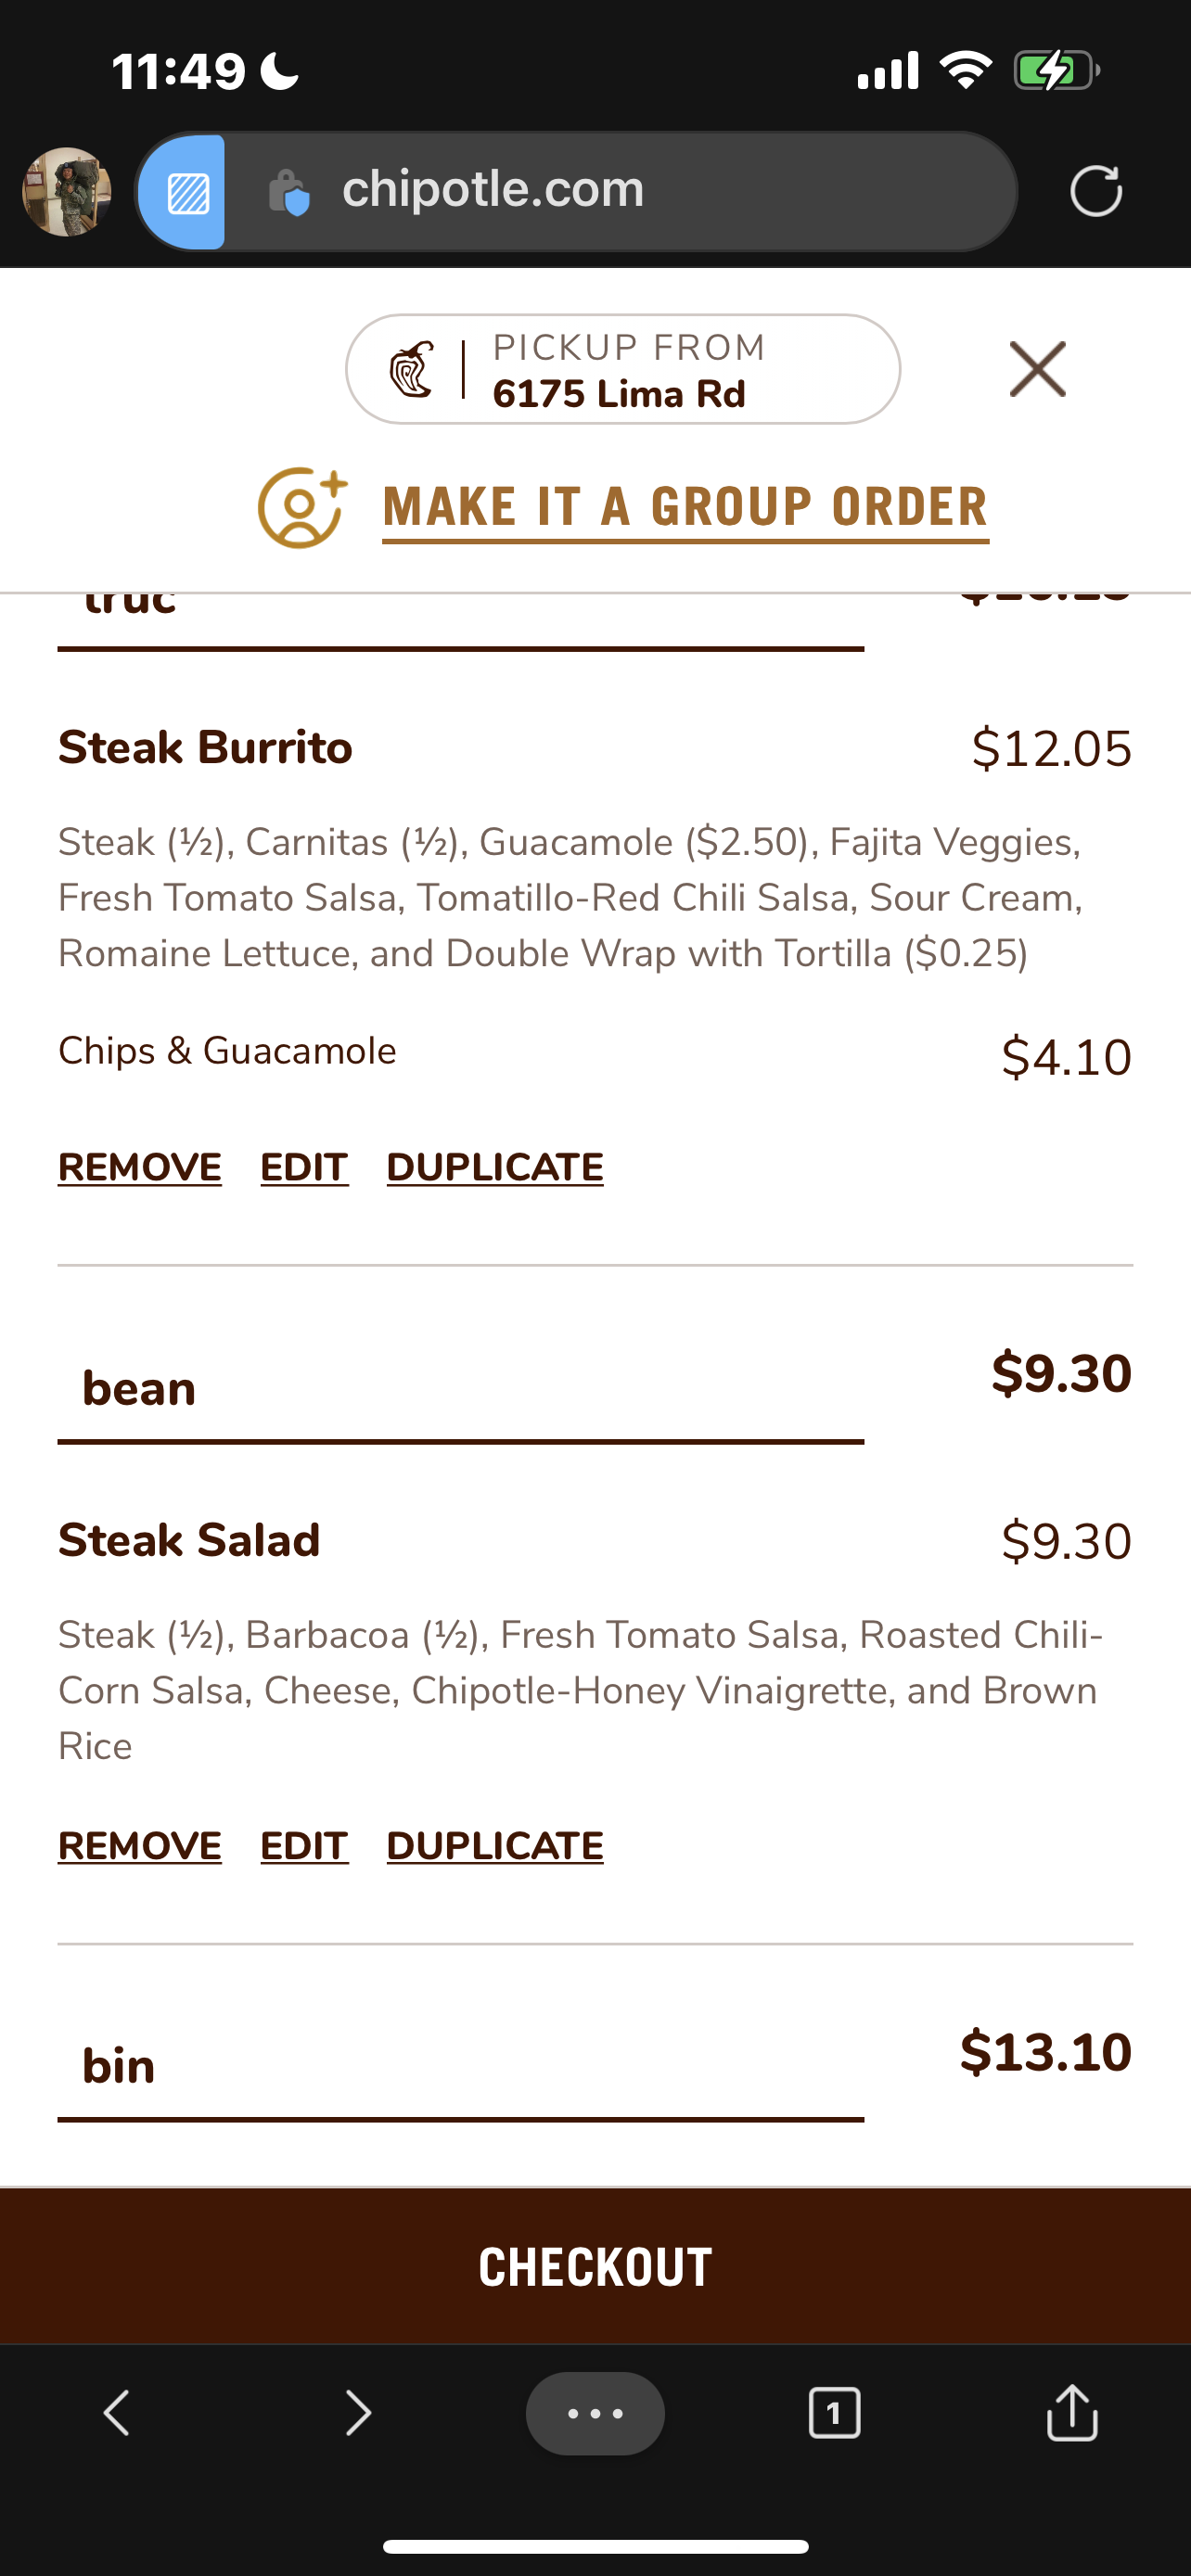 11:49
chipotle.com
PICKUP FROM
6175 Lima Rd
MAKE IT A GROUP ORDER
truc
Steak Burrito
$12.05
Steak (½), Carnitas (½), Guacamole ($2.50), Fajita Veggies,
Fresh Tomato Salsa, Tomatillo-Red Chili Salsa, Sour Cream,
Romaine Lettuce, and Double Wrap with Tortilla ($0.25)
Chips & Guacamole
$4.10
REMOVE EDIT DUPLICATE
bean
$9.30
Steak Salad
$9.30
Steak (½), Barbacoa (½), Fresh Tomato Salsa, Roasted Chili-
Corn Salsa, Cheese, Chipotle-Honey Vinaigrette, and Brown
Rice
REMOVE EDIT DUPLICATE
bin
$13.10
CHECKOUT
1